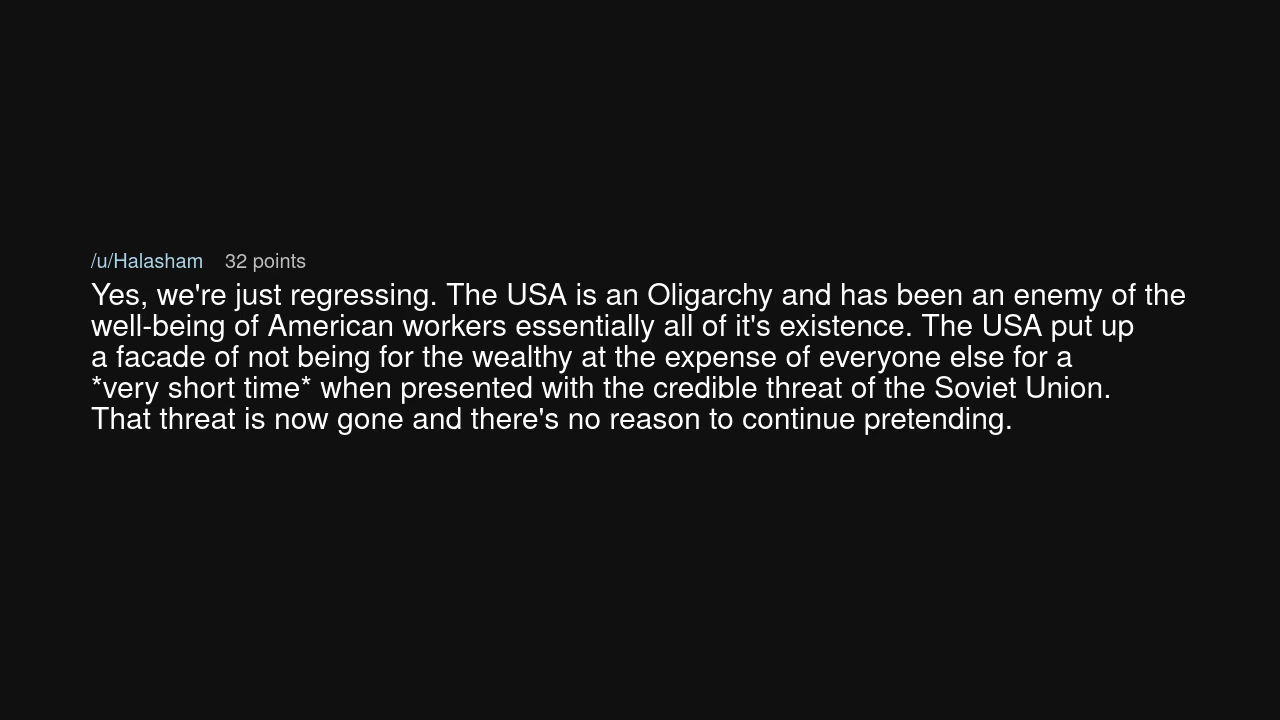 /u/Halasham 32 points
Yes, we're just regressing. The USA is an Oligarchy and has been an enemy of the
well-being of American workers essentially all of it's existence. The USA put up
a facade of not being for the wealthy at the expense of everyone else for a
*very short time* when presented with the credible threat of the Soviet Union.
That threat is now gone and there's no reason to continue pretending.